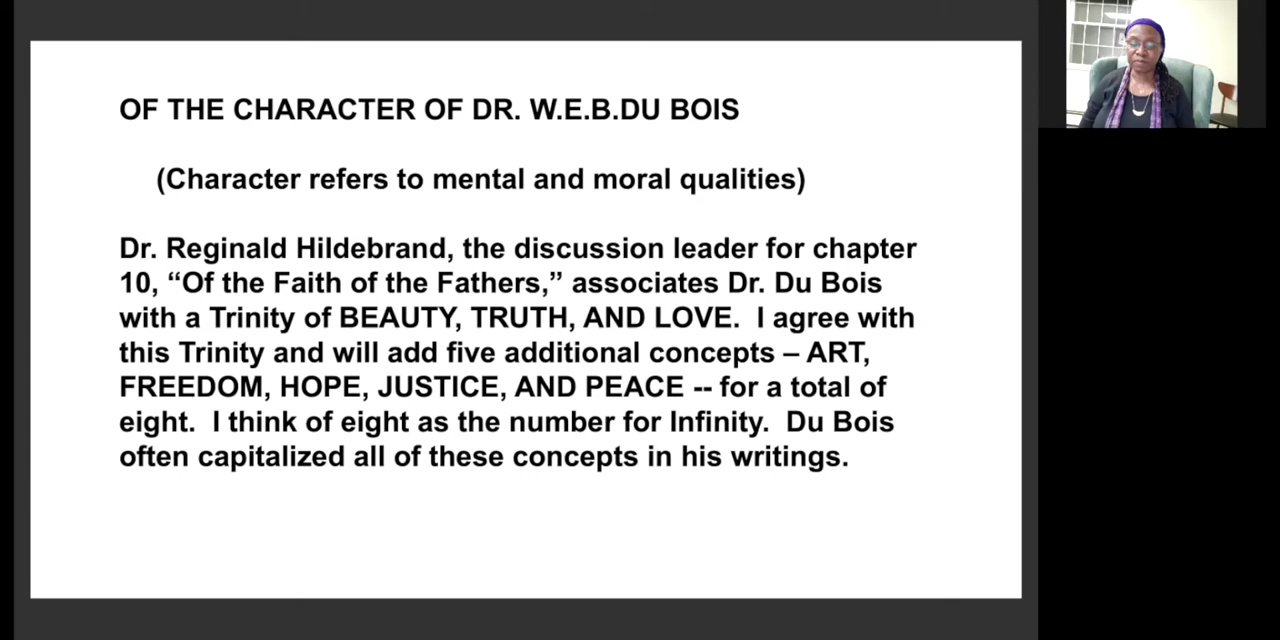 OF THE CHARACTER OF DR. W.E.B.DU BOIS
(Character refers to mental and moral qualities)
Dr. Reginald Hildebrand, the discussion leader for chapter
10, “Of the Faith of the Fathers,” associates Dr. Du Bois
with a Trinity of BEAUTY, TRUTH, AND LOVE.  I agree with
this Trinity and will add five additional concepts – ART,
FREEDOM, HOPE, JUSTICE, AND PEACE -- for a total of
eight.  I think of eight as the number for Infinity.  Du Bois
often capitalized all of these concepts in his writings.